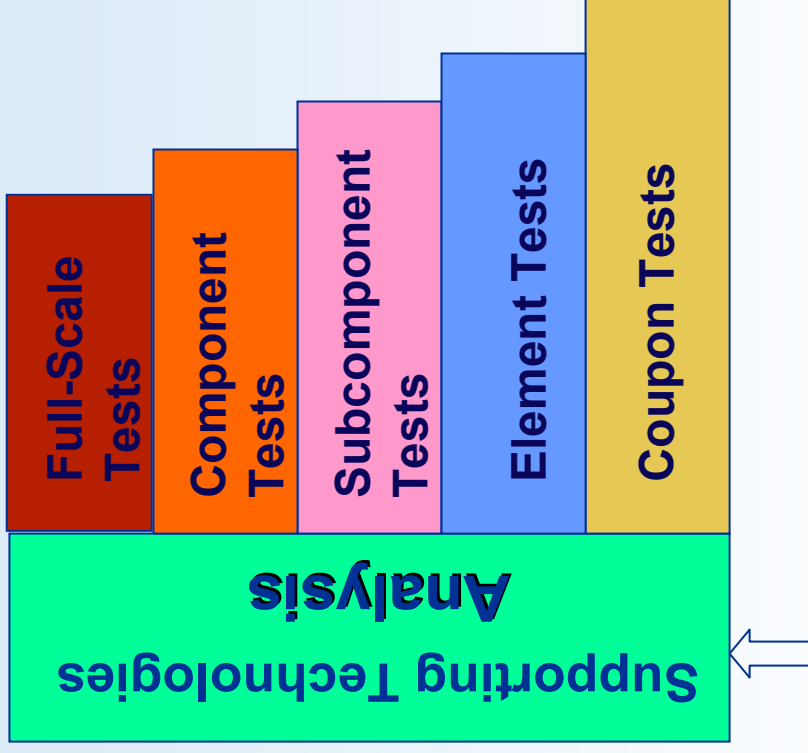 Full-Scale
Tests
Component
Tests
Subcomponent
Tests
Element Tests
Coupon Tests
Supporting Technologies
Analysis